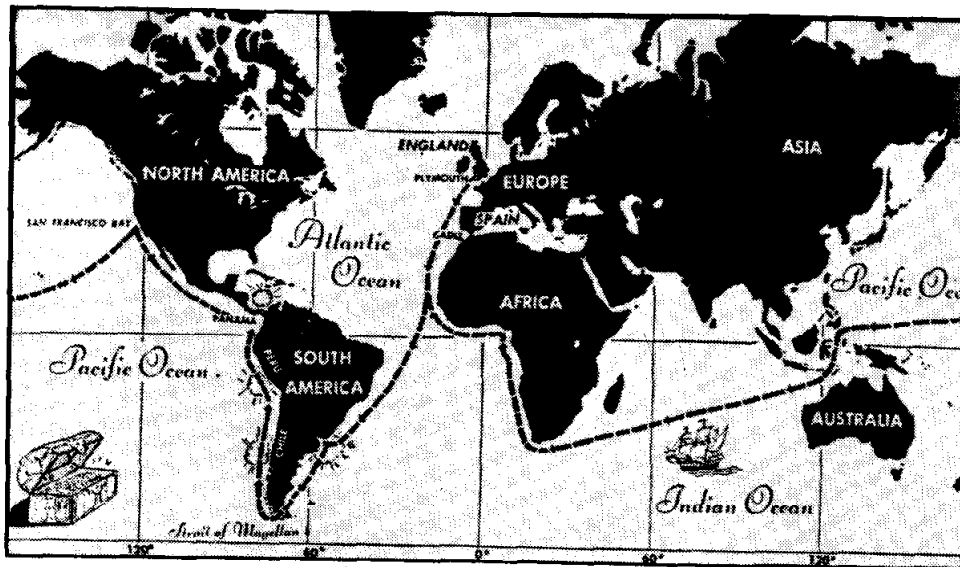 ENGLAND
ASIA
NORTH AMERICA
PLYMOUTH
EUROPE
SAN FRANCISCO BAY
SPAIN
CADIZ
Atlantic
Ocean
Pacific Oce
AFRICA
PANAMA
Pacific Ocean
PERU
SOUTH
AMERICA
AUSTRALIA
CHILE
Indian Ocean
Strait of Magellan
120°
60°
0°
60°
120°